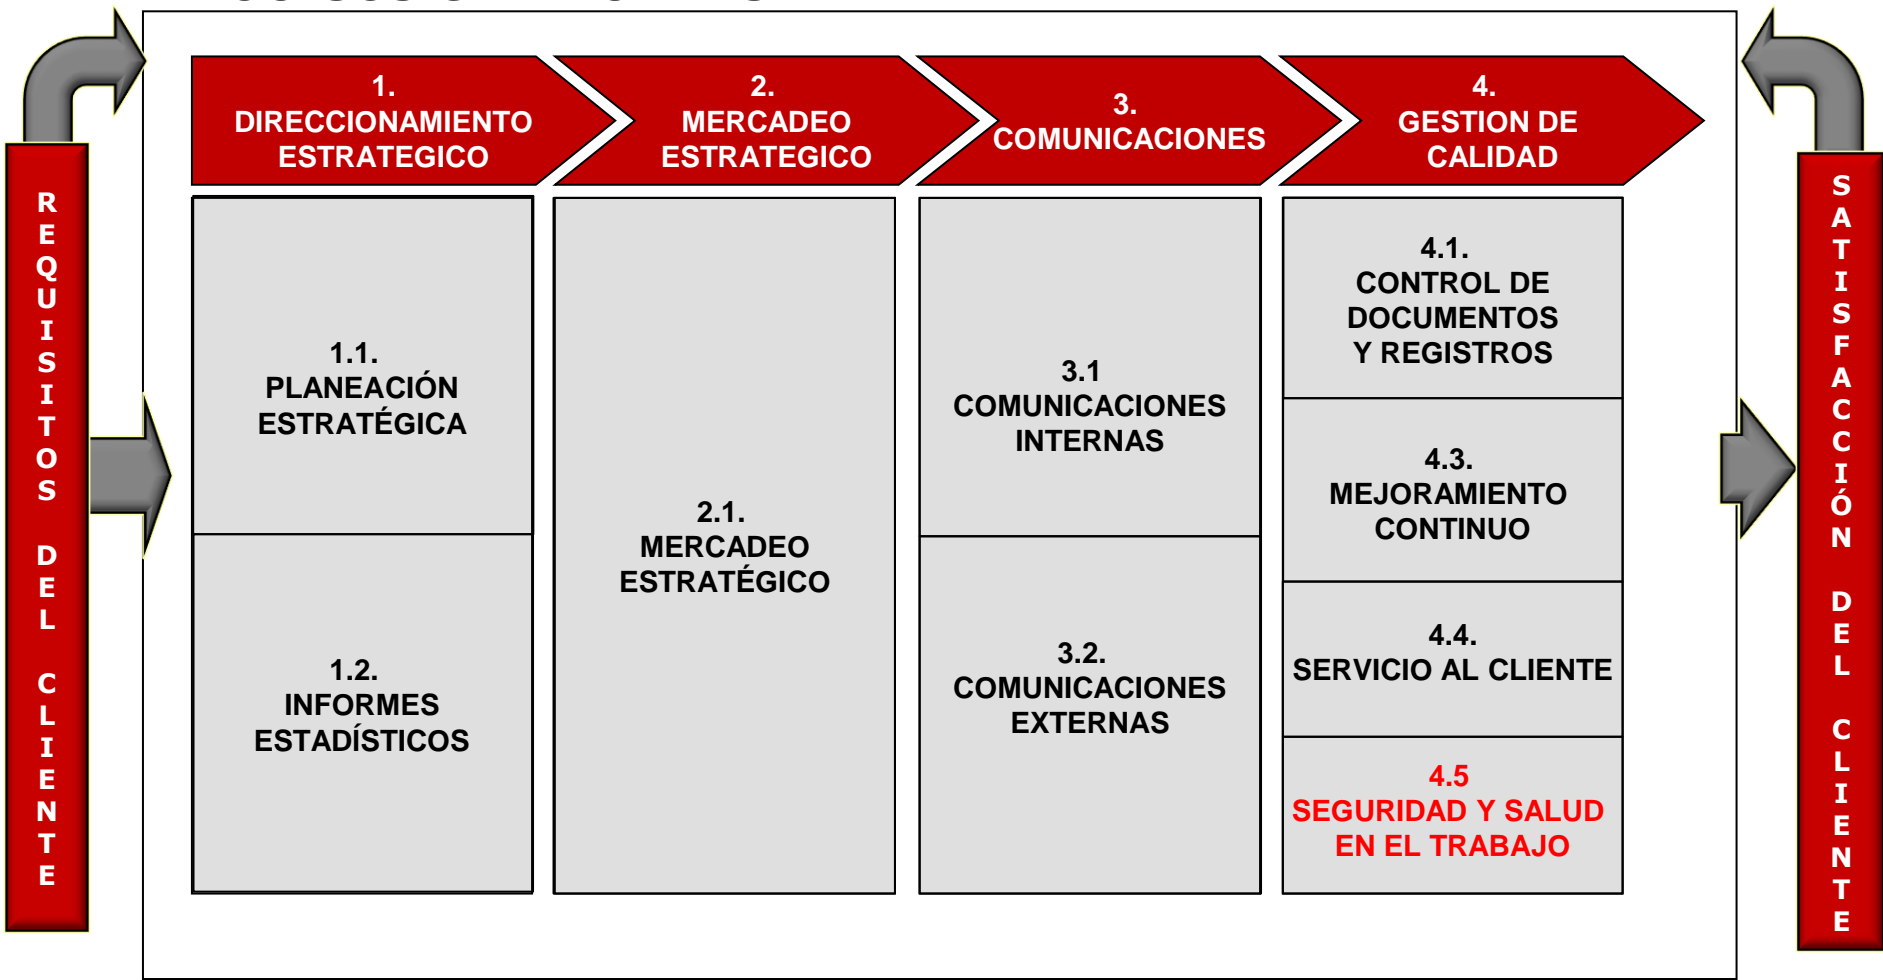 REQUISITOS DEL CLIENTE
1.
DIRECCIONAMIENTO
ESTRATEGICO
2.
MERCADEO
ESTRATEGICO
3.
COMUNICACIONES
4.
GESTION DE
CALIDAD
1.1.
PLANEACIÓN
ESTRATÉGICA
1.2.
INFORMES
ESTADÍSTICOS
2.1.
MERCADEO
ESTRATÉGICO
3.1
COMUNICACIONES
INTERNAS
3.2.
COMUNICACIONES
EXTERNAS
4.1.
CONTROL DE
DOCUMENTOS
Y REGISTROS
4.3.
MEJORAMIENTO
CONTINUO
4.4.
SERVICIO AL CLIENTE
4.5
SEGURIDAD Y SALUD
EN EL TRABAJO
SATISFACCIÓN DEL CLIENTE